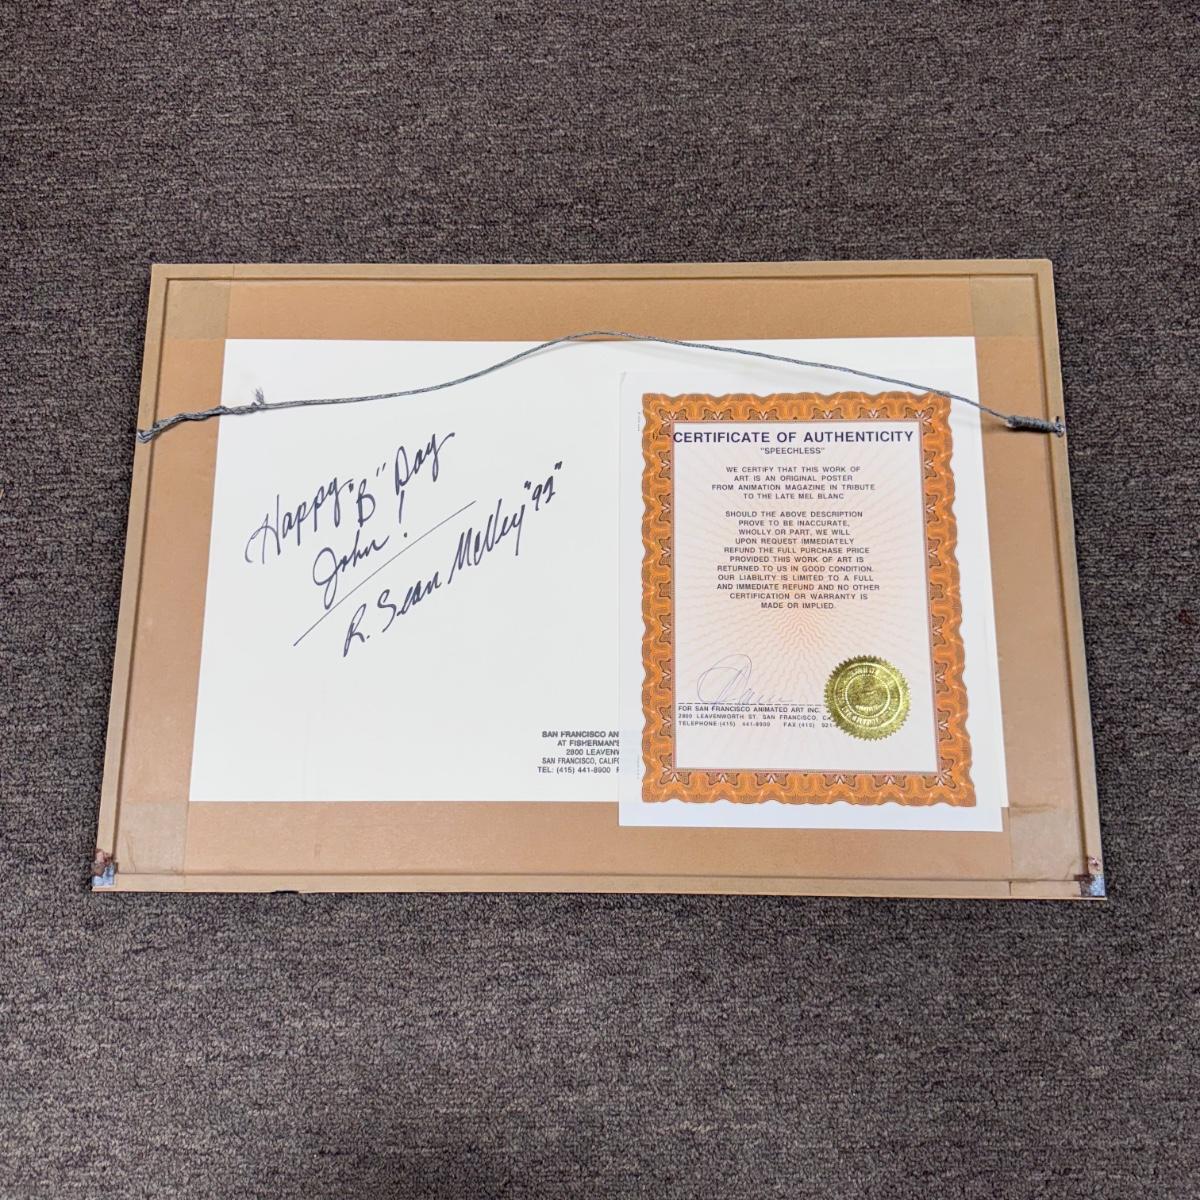 Happy "B" Day
John!
R. Sean "92"
SAN FRANCISCO AN
AT FISHERMAN'S
2800 LEAVENW
SAN FRANCISCO, CALIFO
TEL: (415) 441-8900 F
CERTIFICATE OF AUTHENTICITY
"SPEECHLESS"
WE CERTIFY THAT THIS WORK OF
ART IS AN ORIGINAL POSTER
FROM ANIMATION MAGAZINE IN TRIBUTE
TO THE LATE MEL BLANC
SHOULD THE ABOVE DESCRIPTION
PROVE TO BE INACCURATE,
WHOLLY OR PART, WE WILL
UPON REQUEST IMMEDIATELY
REFUND THE FULL PURCHASE PRICE
PROVIDED THIS WORK OF ART IS
RETURNED TO US IN GOOD CONDITION.
OUR LIABILITY IS LIMITED TO A FULL
AND IMMEDIATE REFUND AND NO OTHER
CERTIFICATION OR WARRANTY IS
MADE OR IMPLIED.
FOR SAN FRANCISCO ANIMATED ART INC.
2800 LEAVENWORTH ST. SAN FRANCISCO, CA
TELEPHONE:(415) 441-8900 FAX:(415) 921-